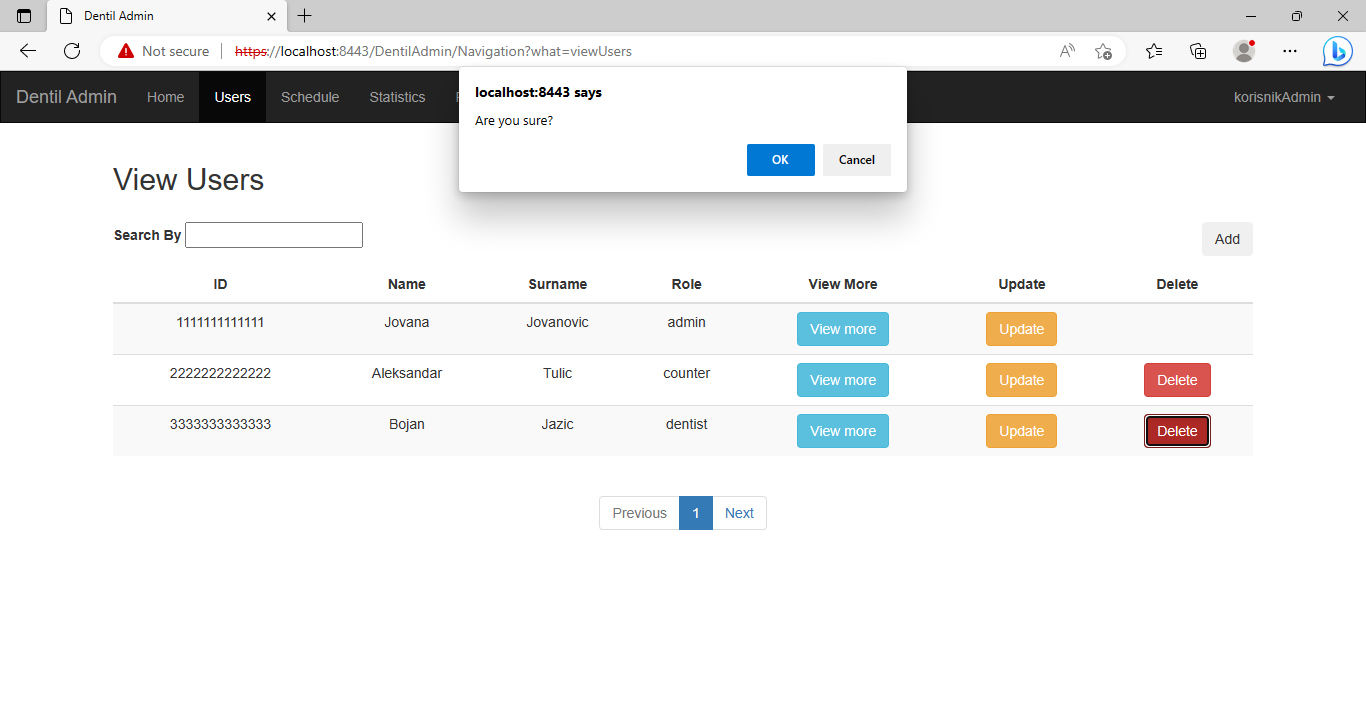 Dentil Admin
Not secure https://localhost:8443/DentilAdmin/Navigation?what=viewUsers
localhost:8443 says
Are you sure?
OK Cancel
Dentil Admin Home Users Schedule Statistics korisnikAdmin
View Users
Search By
Add
ID Name Surname Role View More Update Delete
1111111111111 Jovana Jovanovic admin View more Update
2222222222222 Aleksandar Tulic counter View more Update Delete
3333333333333 Bojan Jazic dentist View more Update Delete
Previous 1 Next